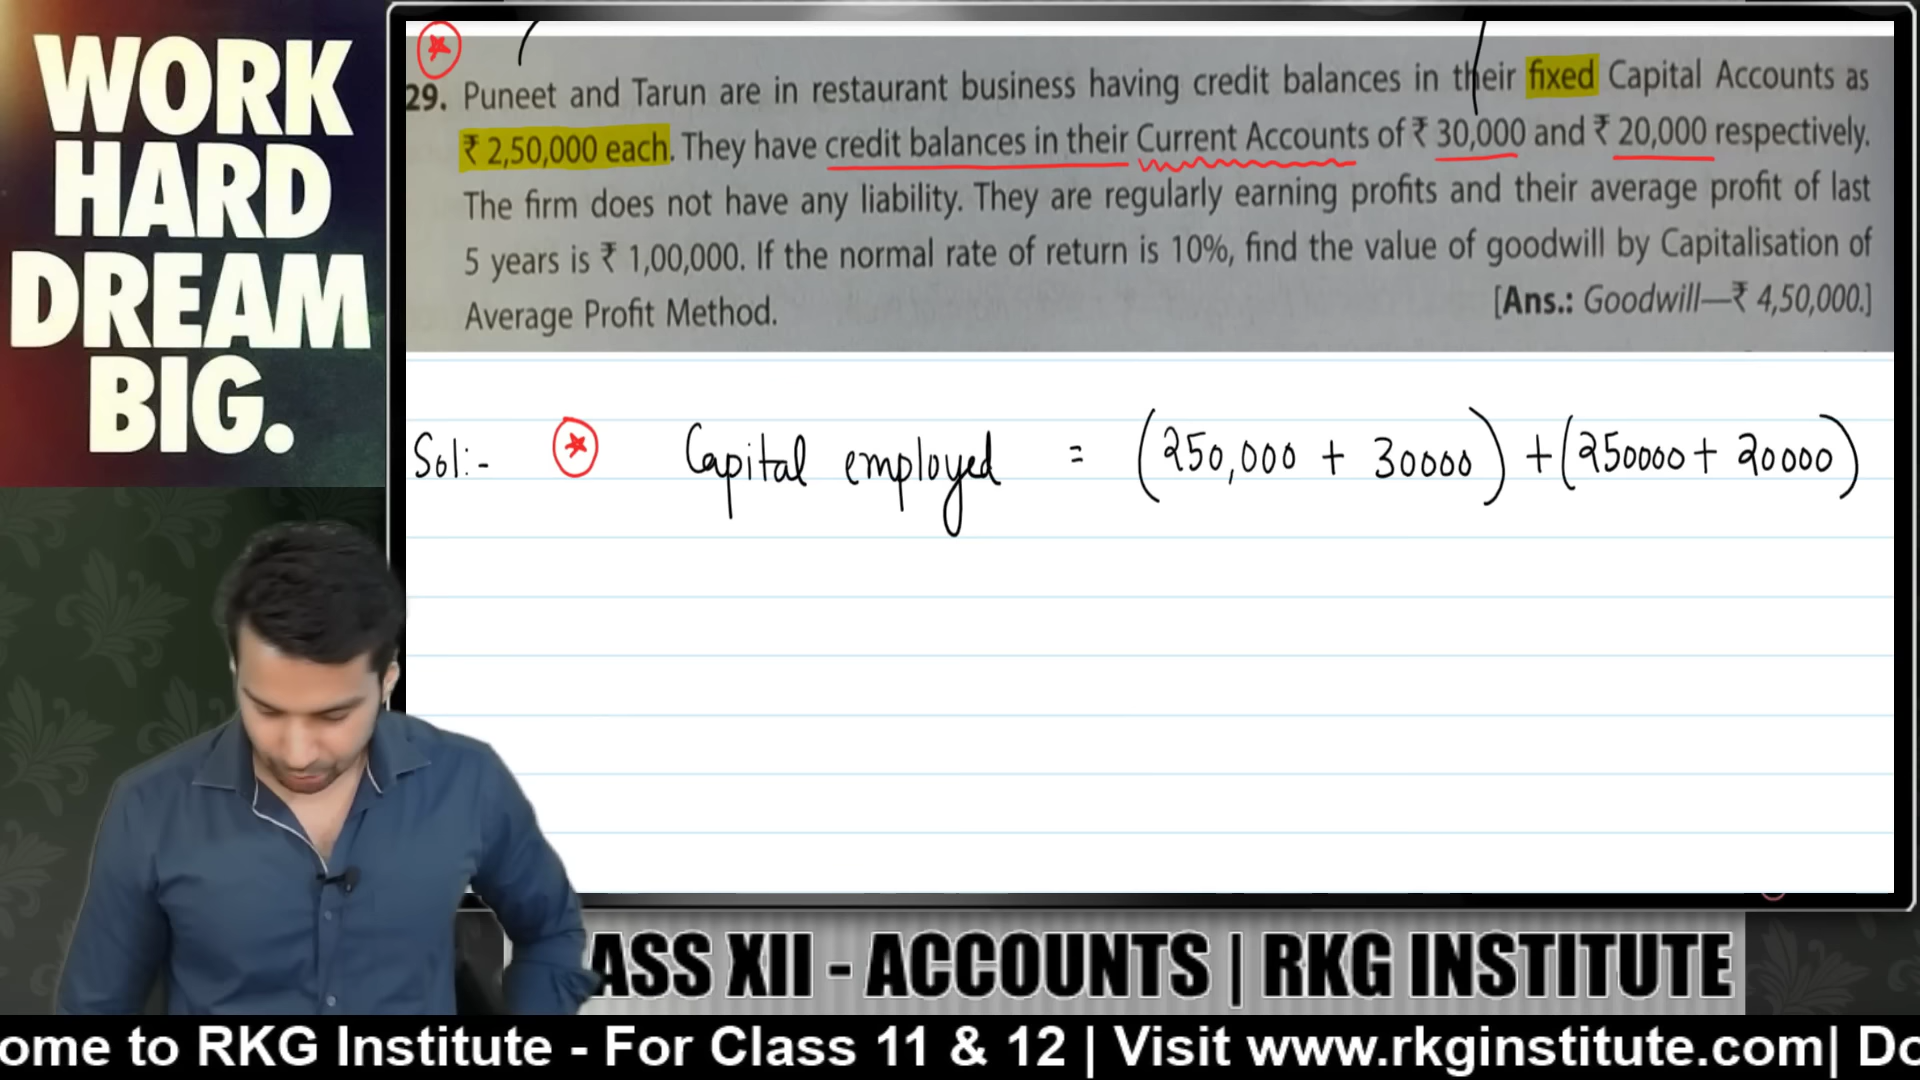 WORK
HARD
DREAM
BIG.
29. Puneet and Tarun are in restaurant business having credit balances in their fixed Capital Accounts as
₹ 2,50,000 each. They have credit balances in their Current Accounts of ₹ 30,000 and ₹ 20,000 respectively.
The firm does not have any liability. They are regularly earning profits and their average profit of last
5 years is ₹ 1,00,000. If the normal rate of return is 10%, find the value of goodwill by Capitalisation of
Average Profit Method. [Ans.: Goodwill—₹ 4,50,000.]
Sol:- Capital employed = (250,000 + 30000) + (250000 + 20000)
ASS XII - ACCOUNTS | RKG INSTITUTE
ome to RKG Institute - For Class 11 & 12 | Visit www.rkginstitute.com| Do